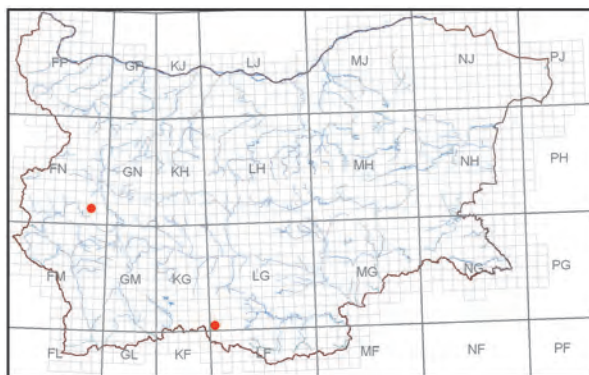 FP GP KJ LJ MJ NJ PJ
FN GN KH LH MH NH PH
FM GM KG LG MG NG PG
FL GL KF LF MF NF PF